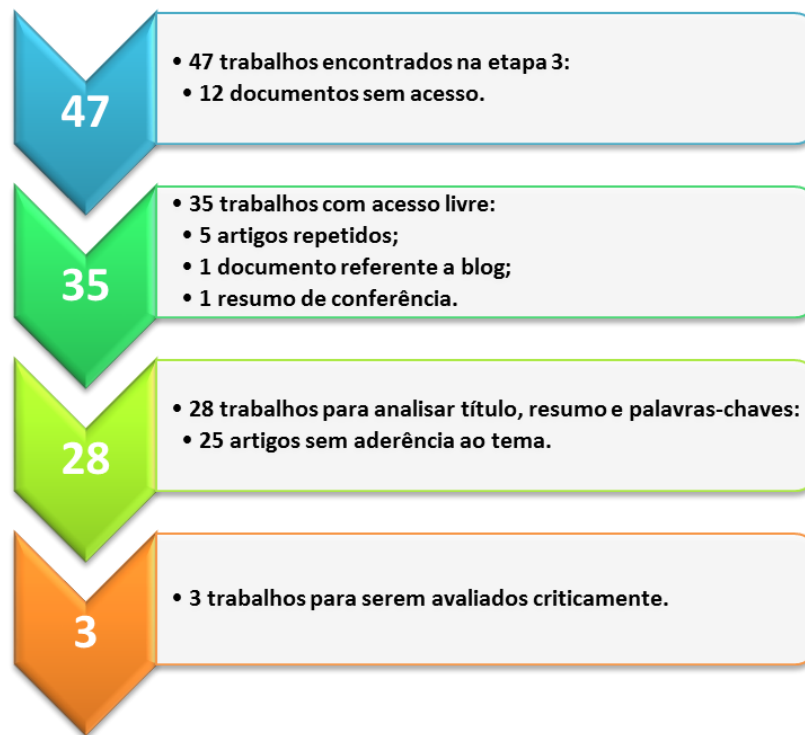 47
• 47 trabalhos encontrados na etapa 3:
• 12 documentos sem acesso.
35
• 35 trabalhos com acesso livre:
• 5 artigos repetidos;
• 1 documento referente a blog;
• 1 resumo de conferência.
28
• 28 trabalhos para analisar título, resumo e palavras-chaves:
• 25 artigos sem aderência ao tema.
3
• 3 trabalhos para serem avaliados criticamente.